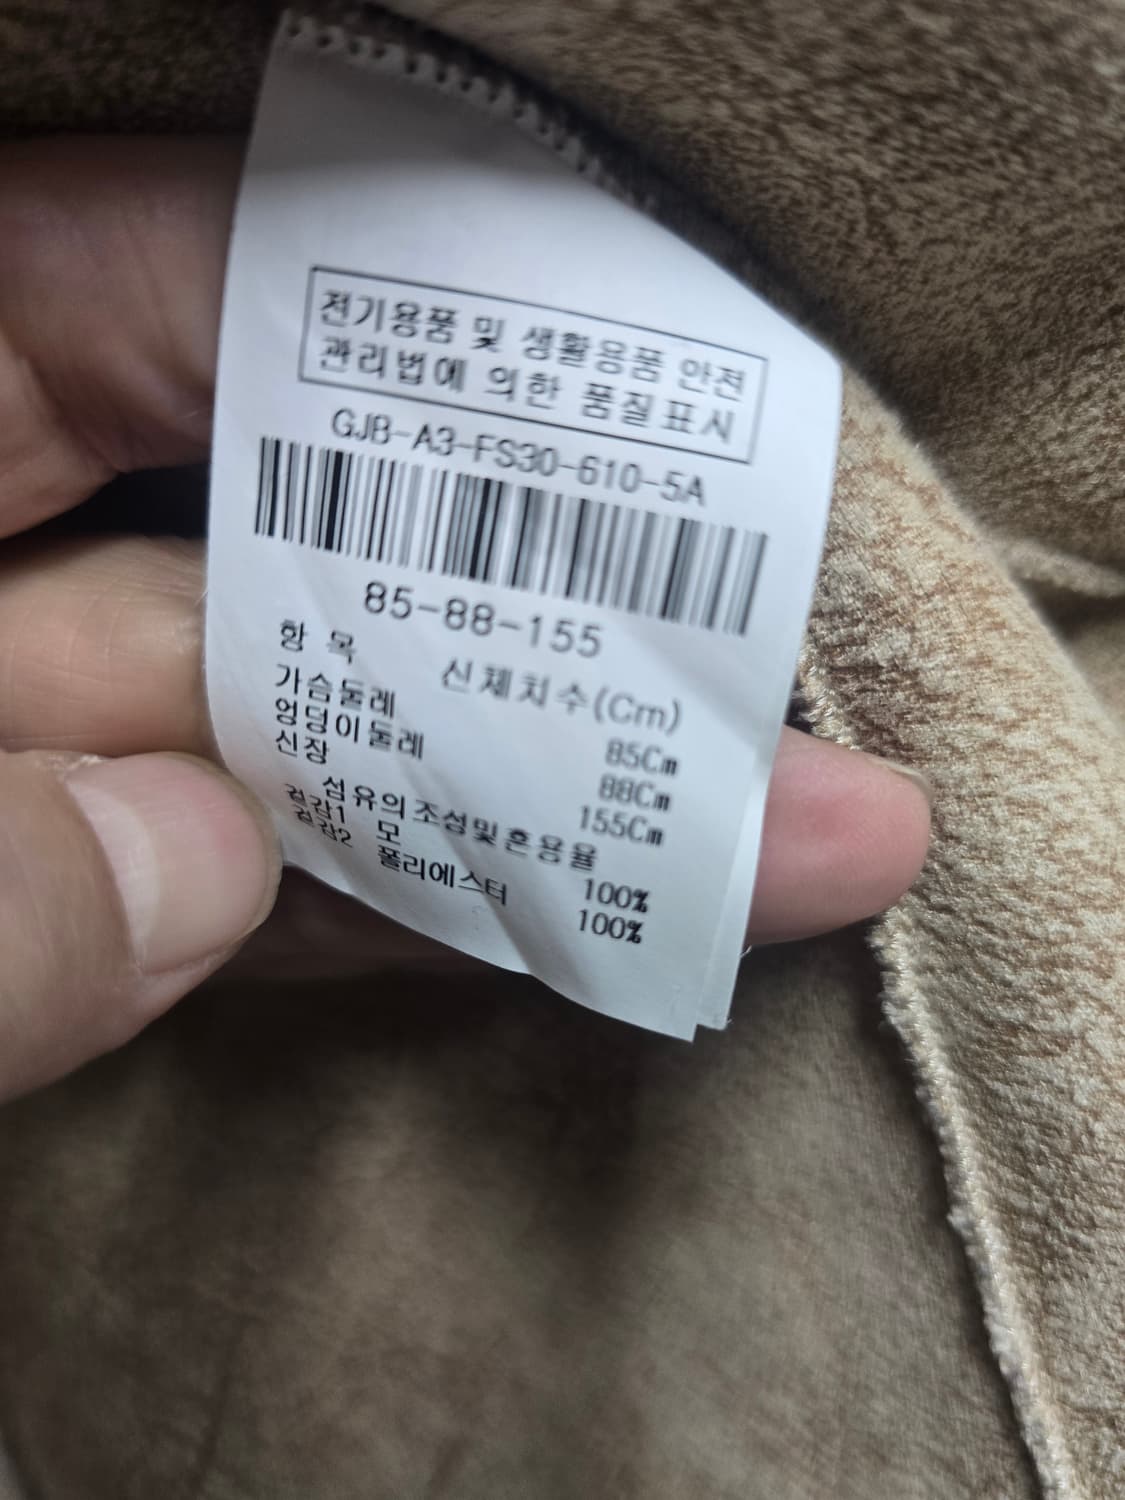 전기용품 및 생활용품 안전
관리법에 의한 품질표시
GJB-A3-FS30-610-5A
85-88-155
항 목 신체치수(Cm)
가슴둘레 85Cm
엉덩이둘레 88Cm
신장 155Cm
섬유의조성및혼용율
겉감1 모 100%
겉감2 폴리에스터 100%